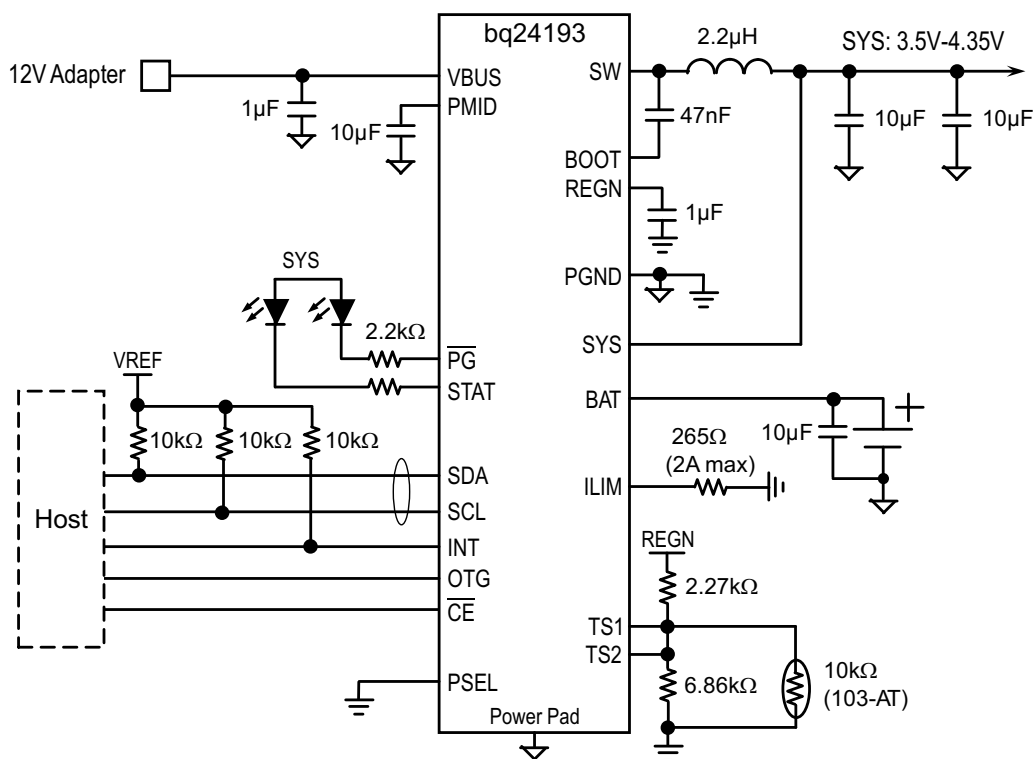 bq24193
2.2µH
SYS: 3.5V-4.35V
12V Adapter
VBUS
SW
1µF
PMID
10µF
47nF
10µF
10µF
BOOT
REGN
1µF
SYS
PGND
2.2kΩ
PG
SYS
VREF
STAT
BAT
10kΩ
10kΩ
10kΩ
265Ω
(2A max)
10µF
SDA
ILIM
Host
SCL
INT
REGN
OTG
2.27kΩ
CE
TS1
TS2
10kΩ
(103-AT)
PSEL
6.86kΩ
Power Pad